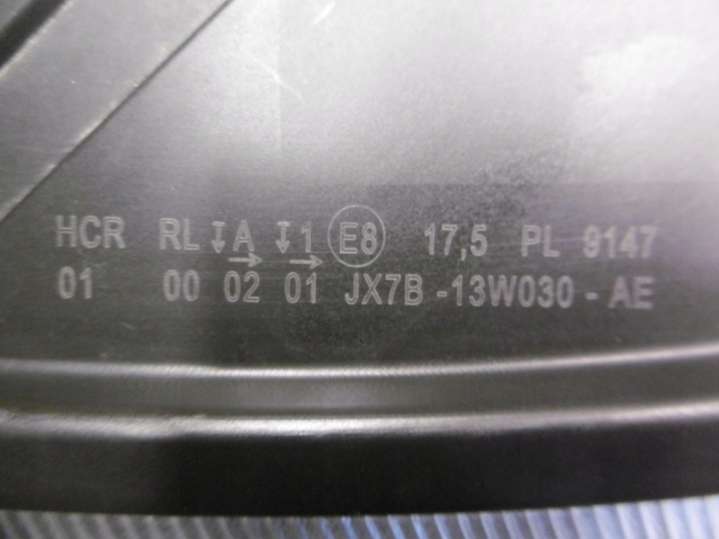 HCR RL ↧A ↧1 E8 17,5 PL 9147
→ →
01 00 02 01 JX7B -13W030 - AE